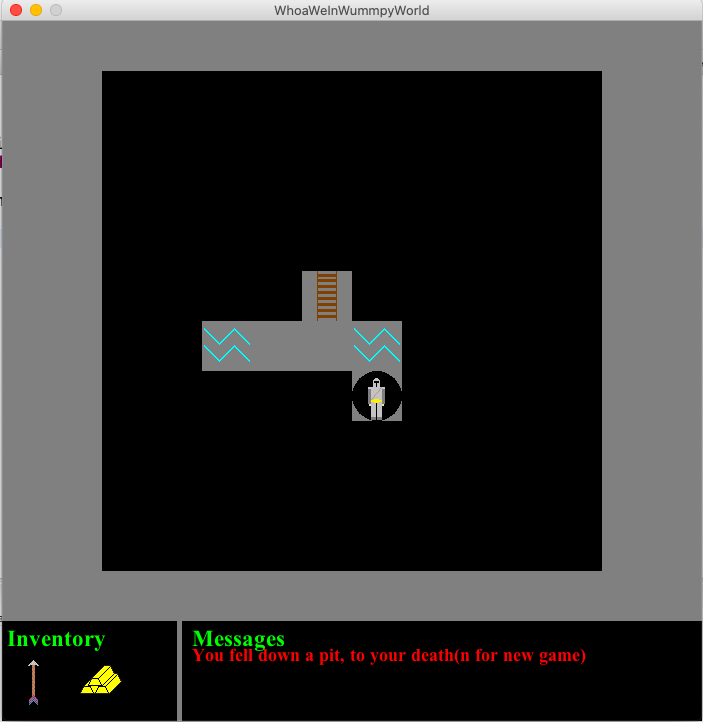 WhoaWeInWummpyWorld
Inventory
Messages
You fell down a pit, to your death(n for new game)